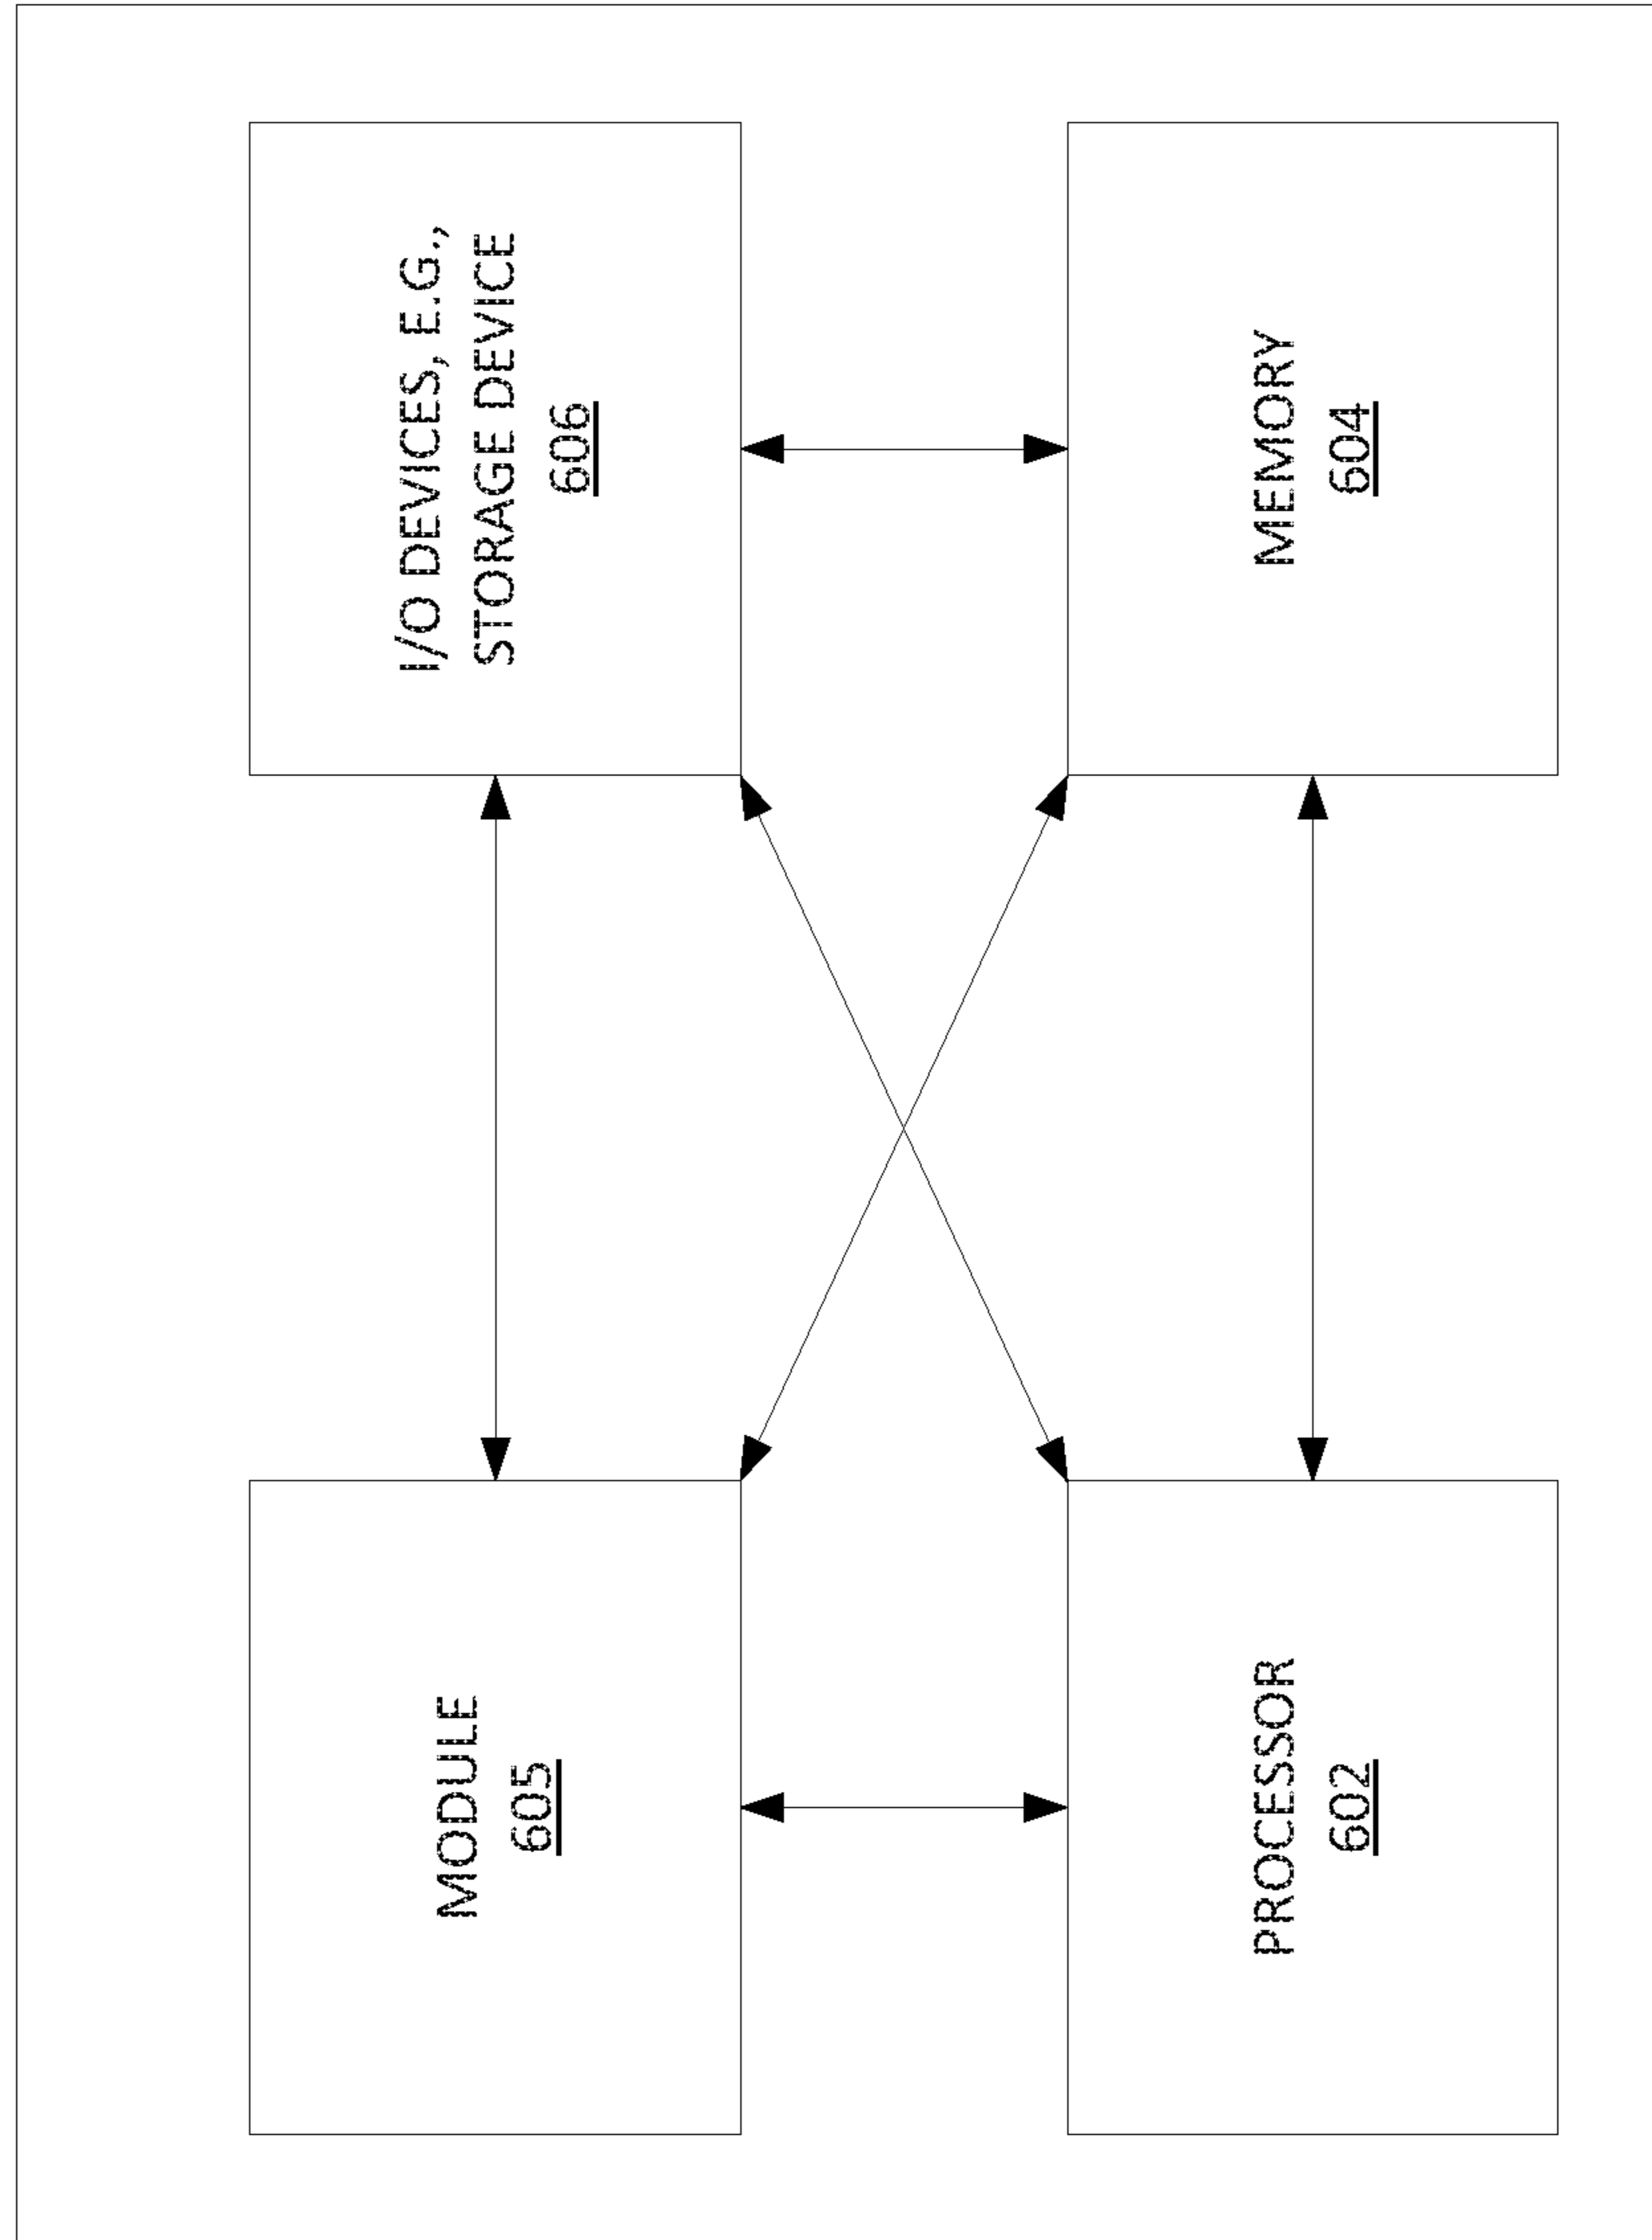 MODULE
605
I/O DEVICES, E.G.,
STORAGE DEVICE
606
PROCESSOR
602
MEMORY
604